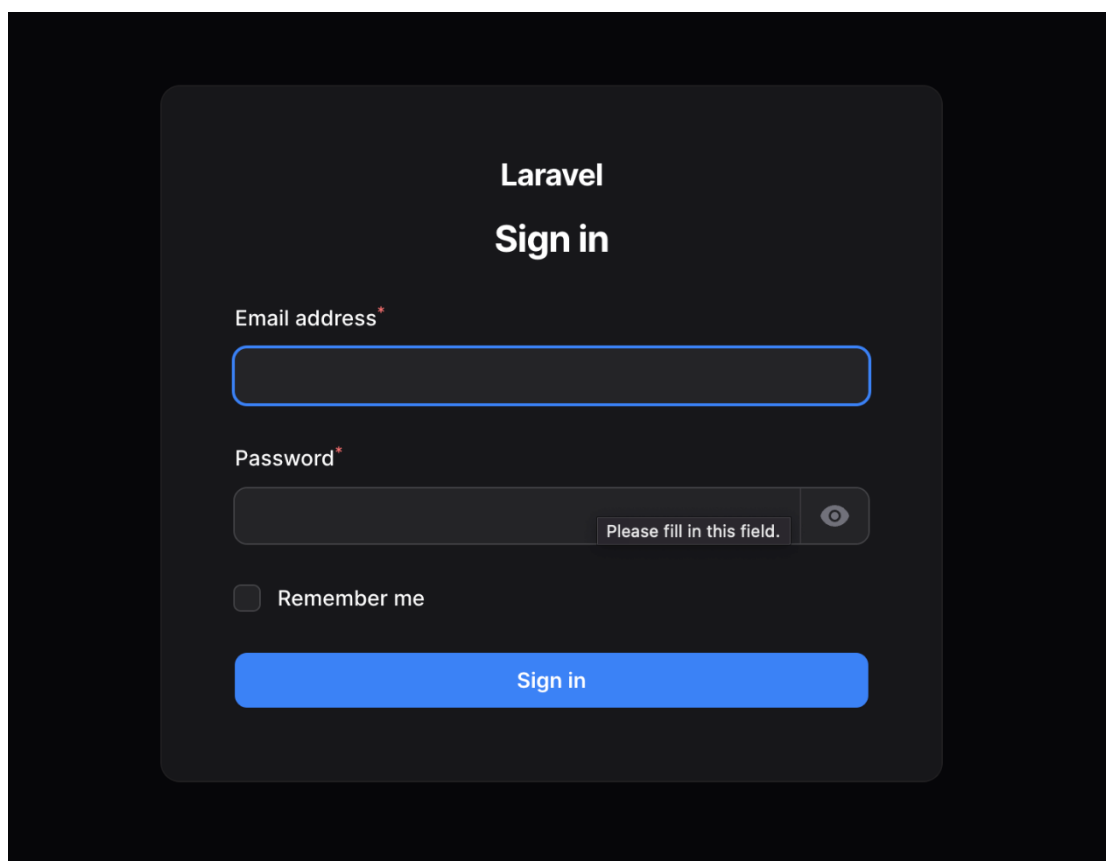 Laravel
Sign in
Email address*
Password*
Please fill in this field.
Remember me
Sign in